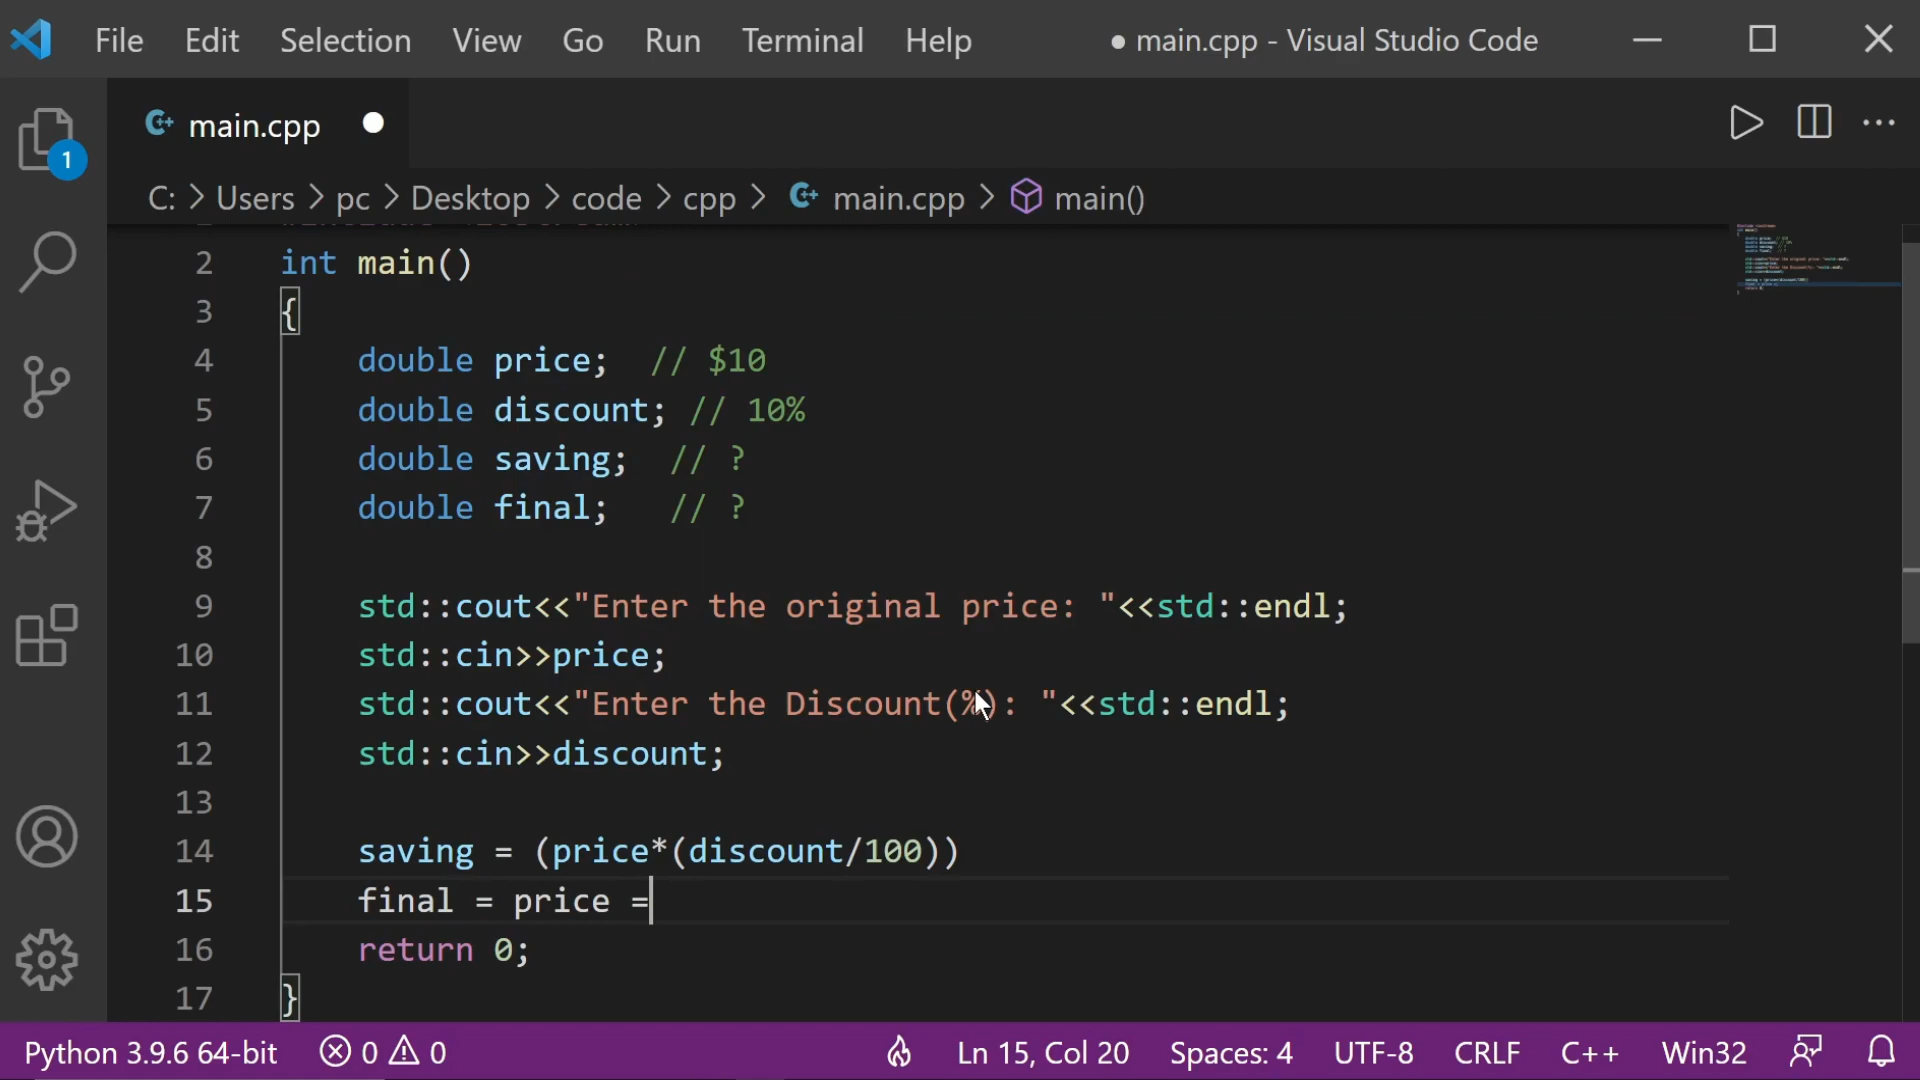 File Edit Selection View Go Run Terminal Help ● main.cpp - Visual Studio Code
main.cpp
1
C: > Users > pc > Desktop > code > cpp > main.cpp > main()
2 int main()
3 {
4 double price; // $10
5 double discount; // 10%
6 double saving; // ?
7 double final; // ?
8
9 std::cout<<"Enter the original price: "<<std::endl;
10 std::cin>>price;
11 std::cout<<"Enter the Discount(%): "<<std::endl;
12 std::cin>>discount;
13
14 saving = (price*(discount/100))
15 final = price =
16 return 0;
17 }
Python 3.9.6 64-bit 0 0 Ln 15, Col 20 Spaces: 4 UTF-8 CRLF C++ Win32